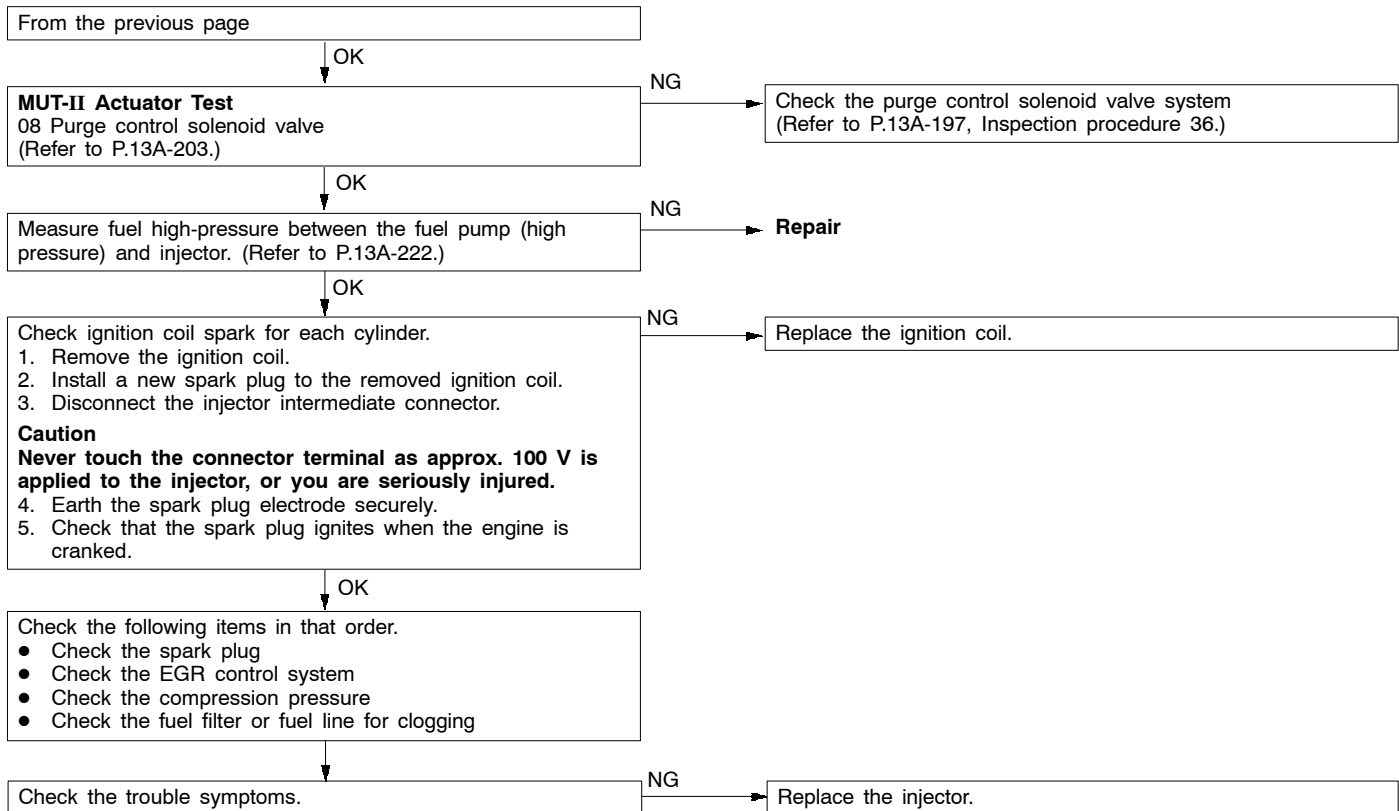 From the previous page
OK
MUT-II Actuator Test
08 Purge control solenoid valve
(Refer to P.13A-203.)
NG
Check the purge control solenoid valve system
(Refer to P.13A-197, Inspection procedure 36.)
OK
Measure fuel high-pressure between the fuel pump (high
pressure) and injector. (Refer to P.13A-222.)
NG
Repair
OK
Check ignition coil spark for each cylinder.
1. Remove the ignition coil.
2. Install a new spark plug to the removed ignition coil.
3. Disconnect the injector intermediate connector.
Caution
Never touch the connector terminal as approx. 100 V is
applied to the injector, or you are seriously injured.
4. Earth the spark plug electrode securely.
5. Check that the spark plug ignites when the engine is
cranked.
NG
Replace the ignition coil.
OK
Check the following items in that order.
● Check the spark plug
● Check the EGR control system
● Check the compression pressure
● Check the fuel filter or fuel line for clogging
Check the trouble symptoms.
NG
Replace the injector.